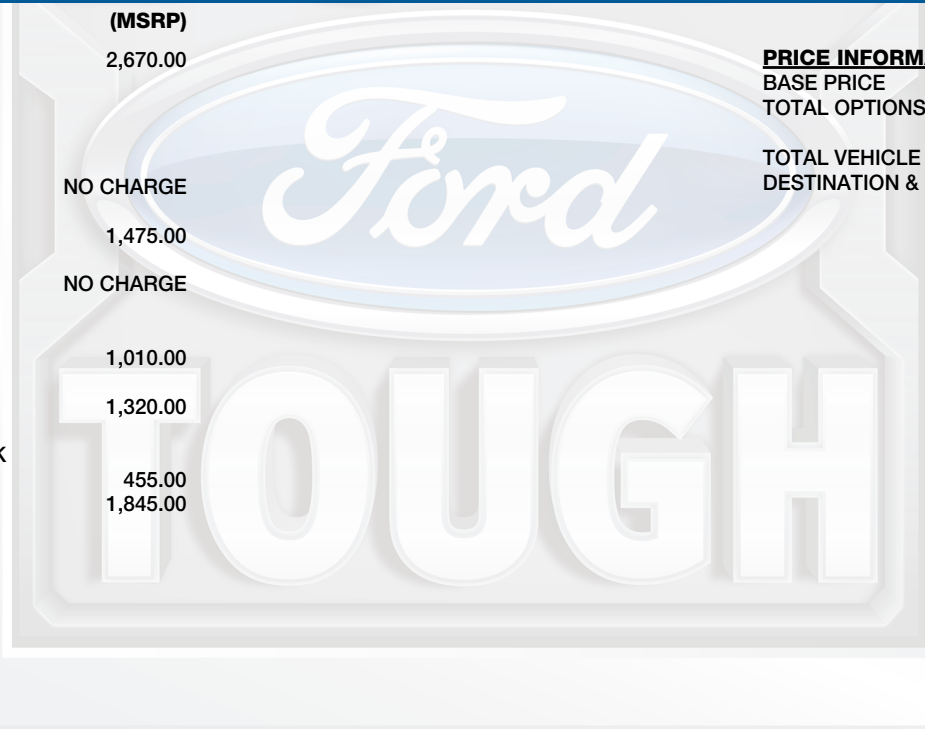 (MSRP)
2,670.00
NO CHARGE
1,475.00
NO CHARGE
1,010.00
1,320.00
K
455.00
1,845.00
PRICE INFORMA
BASE PRICE
TOTAL OPTIONS
TOTAL VEHICLE
DESTINATION &
Ford
TOUGH